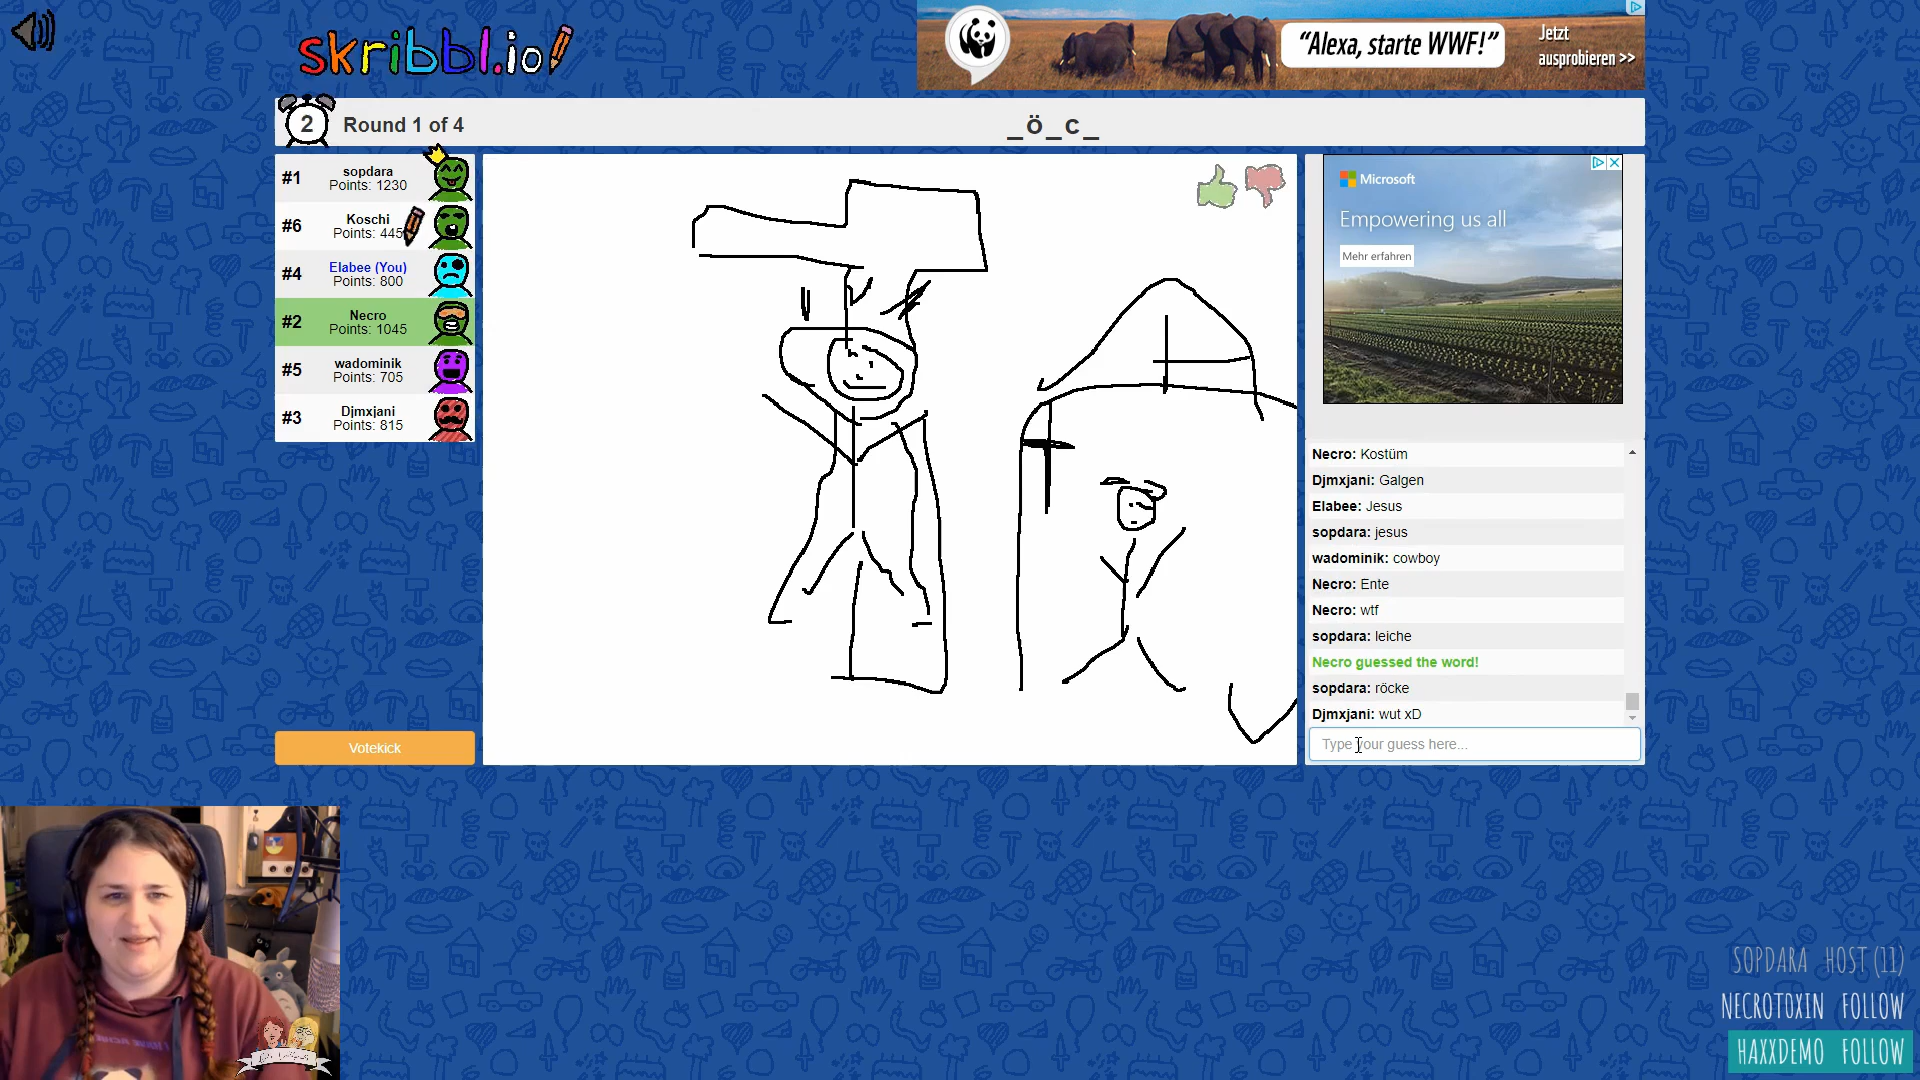 skribbl.io
"Alexa, starte WWF!"
Jetzt
ausprobieren >>
2
Round 1 of 4
_ö_c_
#1
sopdara
Points: 1230
#6
Koschi
Points: 445
#4
Elabee (You)
Points: 800
#2
Necro
Points: 1045
#5
wadominik
Points: 705
#3
Djmxjani
Points: 815
Votekick
Microsoft
Empowering us all
Mehr erfahren
Necro: Kostüm
Djmxjani: Galgen
Elabee: Jesus
sopdara: jesus
wadominik: cowboy
Necro: Ente
Necro: wtf
sopdara: leiche
Necro guessed the word!
sopdara: röcke
Djmxjani: wut xD
Type your guess here...
SOPDARA HOST (11)
NECROTOXIN FOLLOW
HAXXDEMO FOLLOW